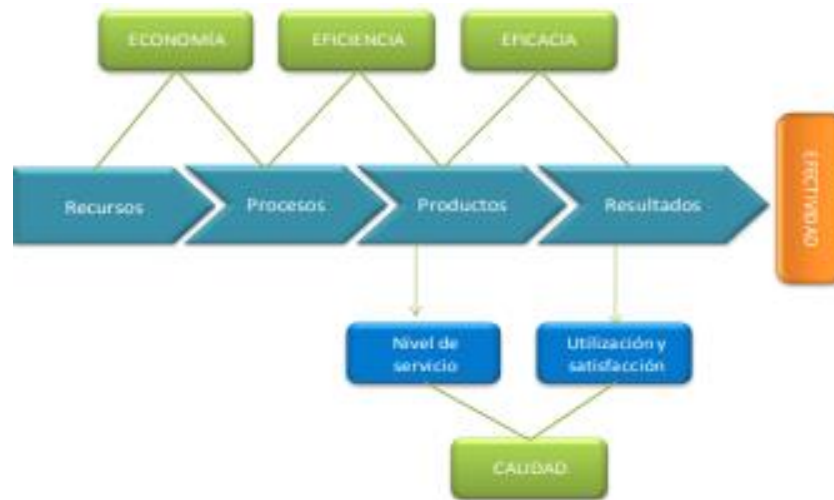 ECONOMÍA
EFICIENCIA
EFICACIA
Recursos
Procesos
Productos
Resultados
EFECTIVIDAD
Nivel de
servicio
Utilización y
satisfacción
CALIDAD